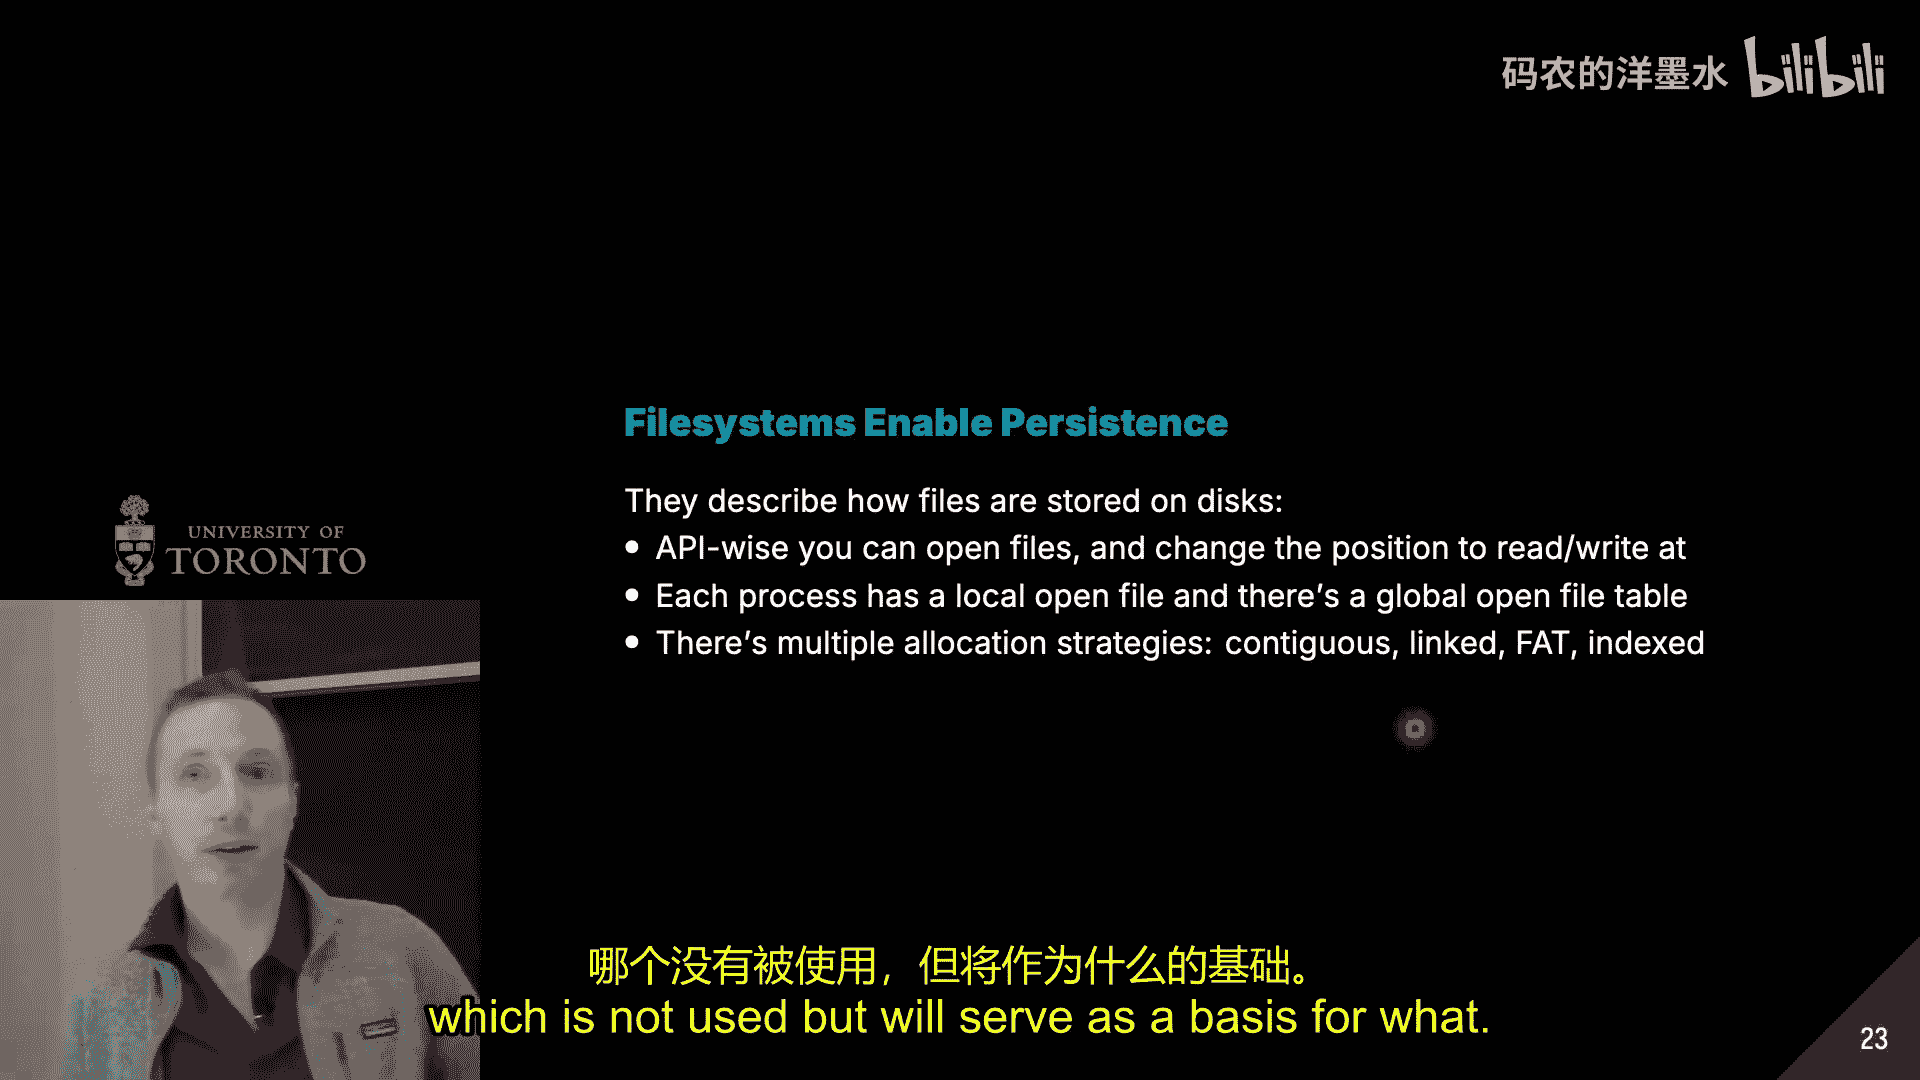 码农的洋墨水 bilibili
Filesystems Enable Persistence
They describe how files are stored on disks:
• API-wise you can open files, and change the position to read/write at
• Each process has a local open file and there’s a global open file table
• There’s multiple allocation strategies: contiguous, linked, FAT, indexed
UNIVERSITY OF
TORONTO
哪个没有被使用，但将作为什么的基础。
which is not used but will serve as a basis for what.
23